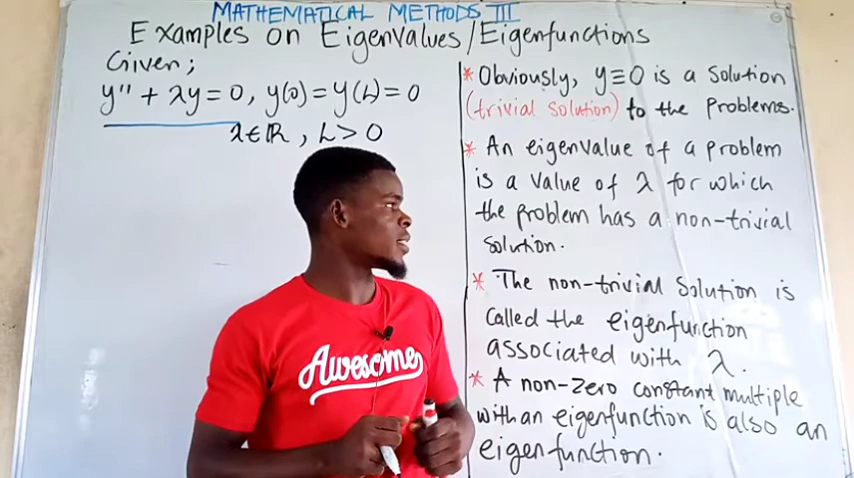 MATHEMATICAL METHODS III
Examples on Eigenvalues/Eigenfunctions
Given;
y'' + λy = 0, y(0) = y(L) = 0
λ ∈ ℝ, L > 0
* Obviously, y ≡ 0 is a solution
(trivial solution) to the problems.
* An eigenvalue of a problem
is a value of λ for which
the problem has a non-trivial
solution.
* The non-trivial solution is
called the eigenfunction
associated with λ.
* A non-zero constant multiple
with an eigenfunction is also an
eigenfunction.
Awesome